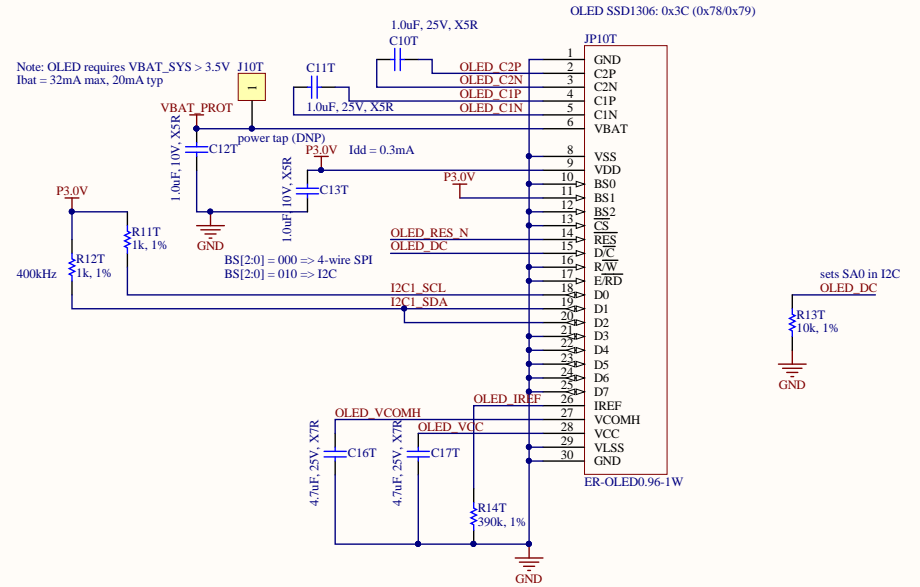 OLED SSD1306: 0x3C (0x78/0x79)
1.0uF, 25V, X5R
C10T
JP10T
Note: OLED requires VBAT_SYS > 3.5V
Ibat = 32mA max, 20mA typ
J10T
1
C11T
1.0uF, 25V, X5R
OLED_C2P
OLED_C2N
OLED_C1P
OLED_C1N
1 GND
2 C2P
3 C2N
4 C1P
5 C1N
6 VBAT
VBAT_PROT
power tap (DNP)
1.0uF, 10V, X5R
C12T
P3.0V
Idd = 0.3mA
1.0uF, 10V, X5R
C13T
GND
P3.0V
8 VSS
9 VDD
10 BS0
11 BS1
12 BS2
13 CS
14 RES
15 D/C
16 R/W
17 E/RD
18 D0
19 D1
20 D2
21 D3
22 D4
23 D5
24 D6
25 D7
26 IREF
27 VCOMH
28 VCC
29 VLSS
30 GND
ER-OLED0.96-1W
P3.0V
R11T
1k, 1%
R12T
1k, 1%
400kHz
OLED_RES_N
OLED_DC
BS[2:0] = 000 => 4-wire SPI
BS[2:0] = 010 => I2C
I2C1_SCL
I2C1_SDA
sets SA0 in I2C
OLED_DC
R13T
10k, 1%
GND
OLED_IREF
OLED_VCOMH
OLED_VCC
4.7uF, 25V, X7R
C16T
4.7uF, 25V, X7R
C17T
R14T
390k, 1%
GND